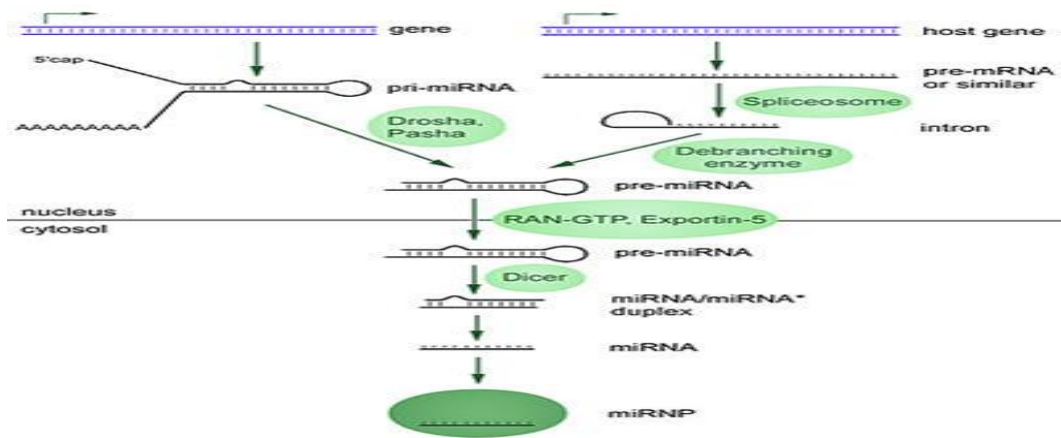 gene
host gene
5'cap
pri-miRNA
pre-mRNA
or similar
Drosha,
Pasha
Spliceosome
AAAAAAAAA
intron
Debranching
enzyme
pre-miRNA
nucleus
RAN-GTP, Exportin-5
cytosol
pre-miRNA
Dicer
miRNA/miRNA*
duplex
miRNA
miRNP